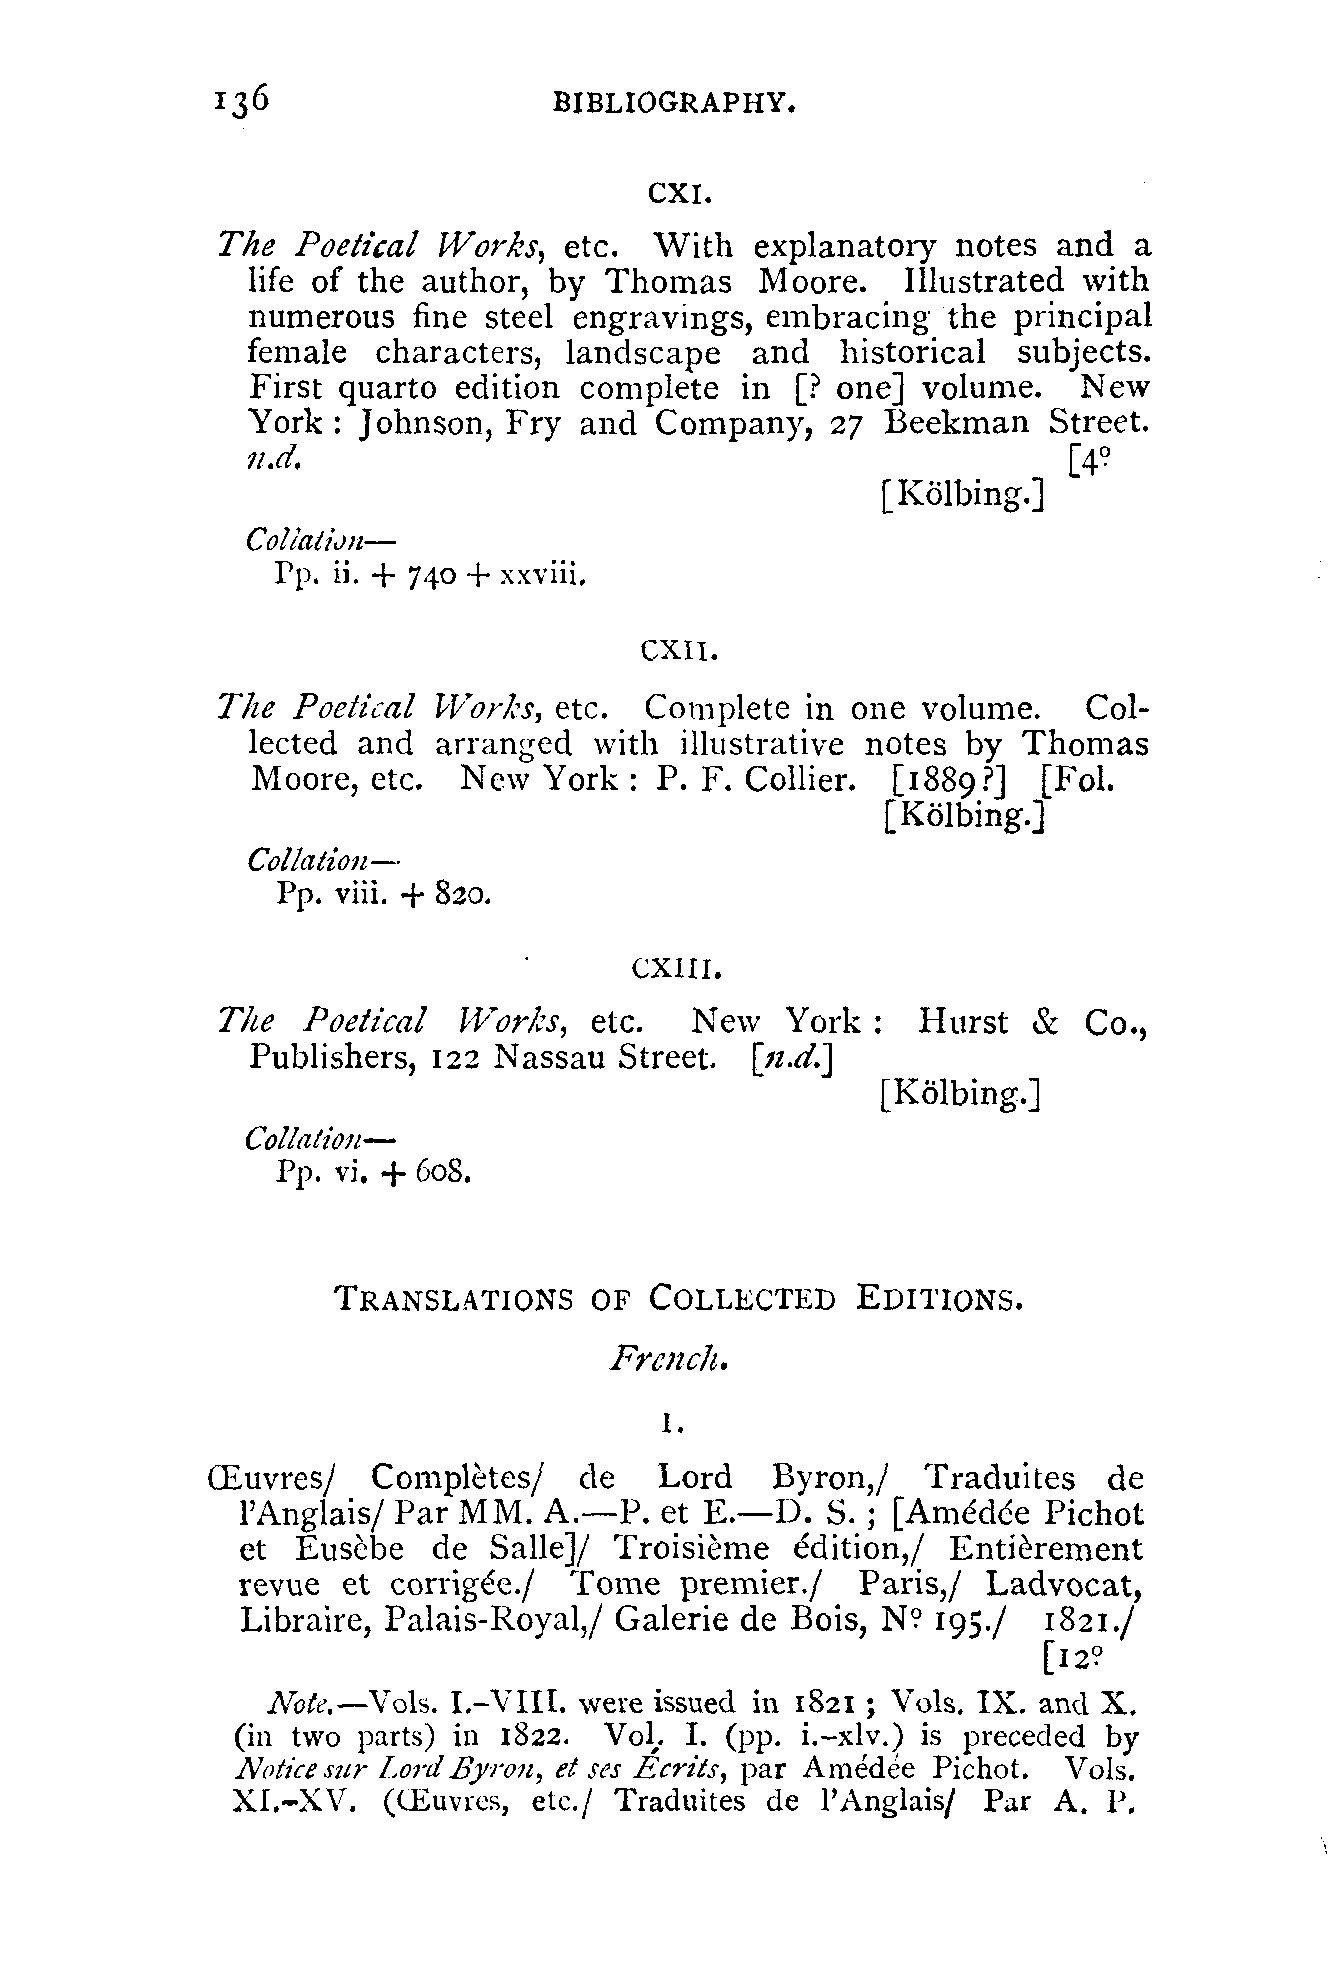 136 BIBLIOGRAPHY.
CXI.
The Poetical Works, etc. With explanatory notes and a
life of the author, by Thomas Moore. Illustrated with
numerous fine steel engravings, embracing the principal
female characters, landscape and historical subjects.
First quarto edition complete in [? one] volume. New
York : Johnson, Fry and Company, 27 Beekman Street.
n.d. [4º
[Kölbing.]
Collation—
Pp. ii. + 740 + xxviii.
CXII.
The Poetical Works, etc. Complete in one volume. Col-
lected and arranged with illustrative notes by Thomas
Moore, etc. New York : P. F. Collier. [1889?] [Fol.
[Kölbing.]
Collation—
Pp. viii. + 820.
CXIII.
The Poetical Works, etc. New York : Hurst & Co.,
Publishers, 122 Nassau Street. [n.d.]
[Kölbing.]
Collation—
Pp. vi. + 608.
TRANSLATIONS OF COLLECTED EDITIONS.
French.
I.
Œuvres/ Complètes/ de Lord Byron,/ Traduites de
l'Anglais/ Par MM. A.—P. et E.—D. S. ; [Amédée Pichot
et Eusèbe de Salle]/ Troisième édition,/ Entièrement
revue et corrigée./ Tome premier./ Paris,/ Ladvocat,
Libraire, Palais-Royal,/ Galerie de Bois, Nº 195./ 1821./
[12º
Note.—Vols. I.–VIII. were issued in 1821 ; Vols. IX. and X.
(in two parts) in 1822. Vol. I. (pp. i.–xlv.) is preceded by
Notice sur Lord Byron, et ses Écrits, par Amédée Pichot. Vols.
XI.–XV. (Œuvres, etc./ Traduites de l'Anglais/ Par A. P.